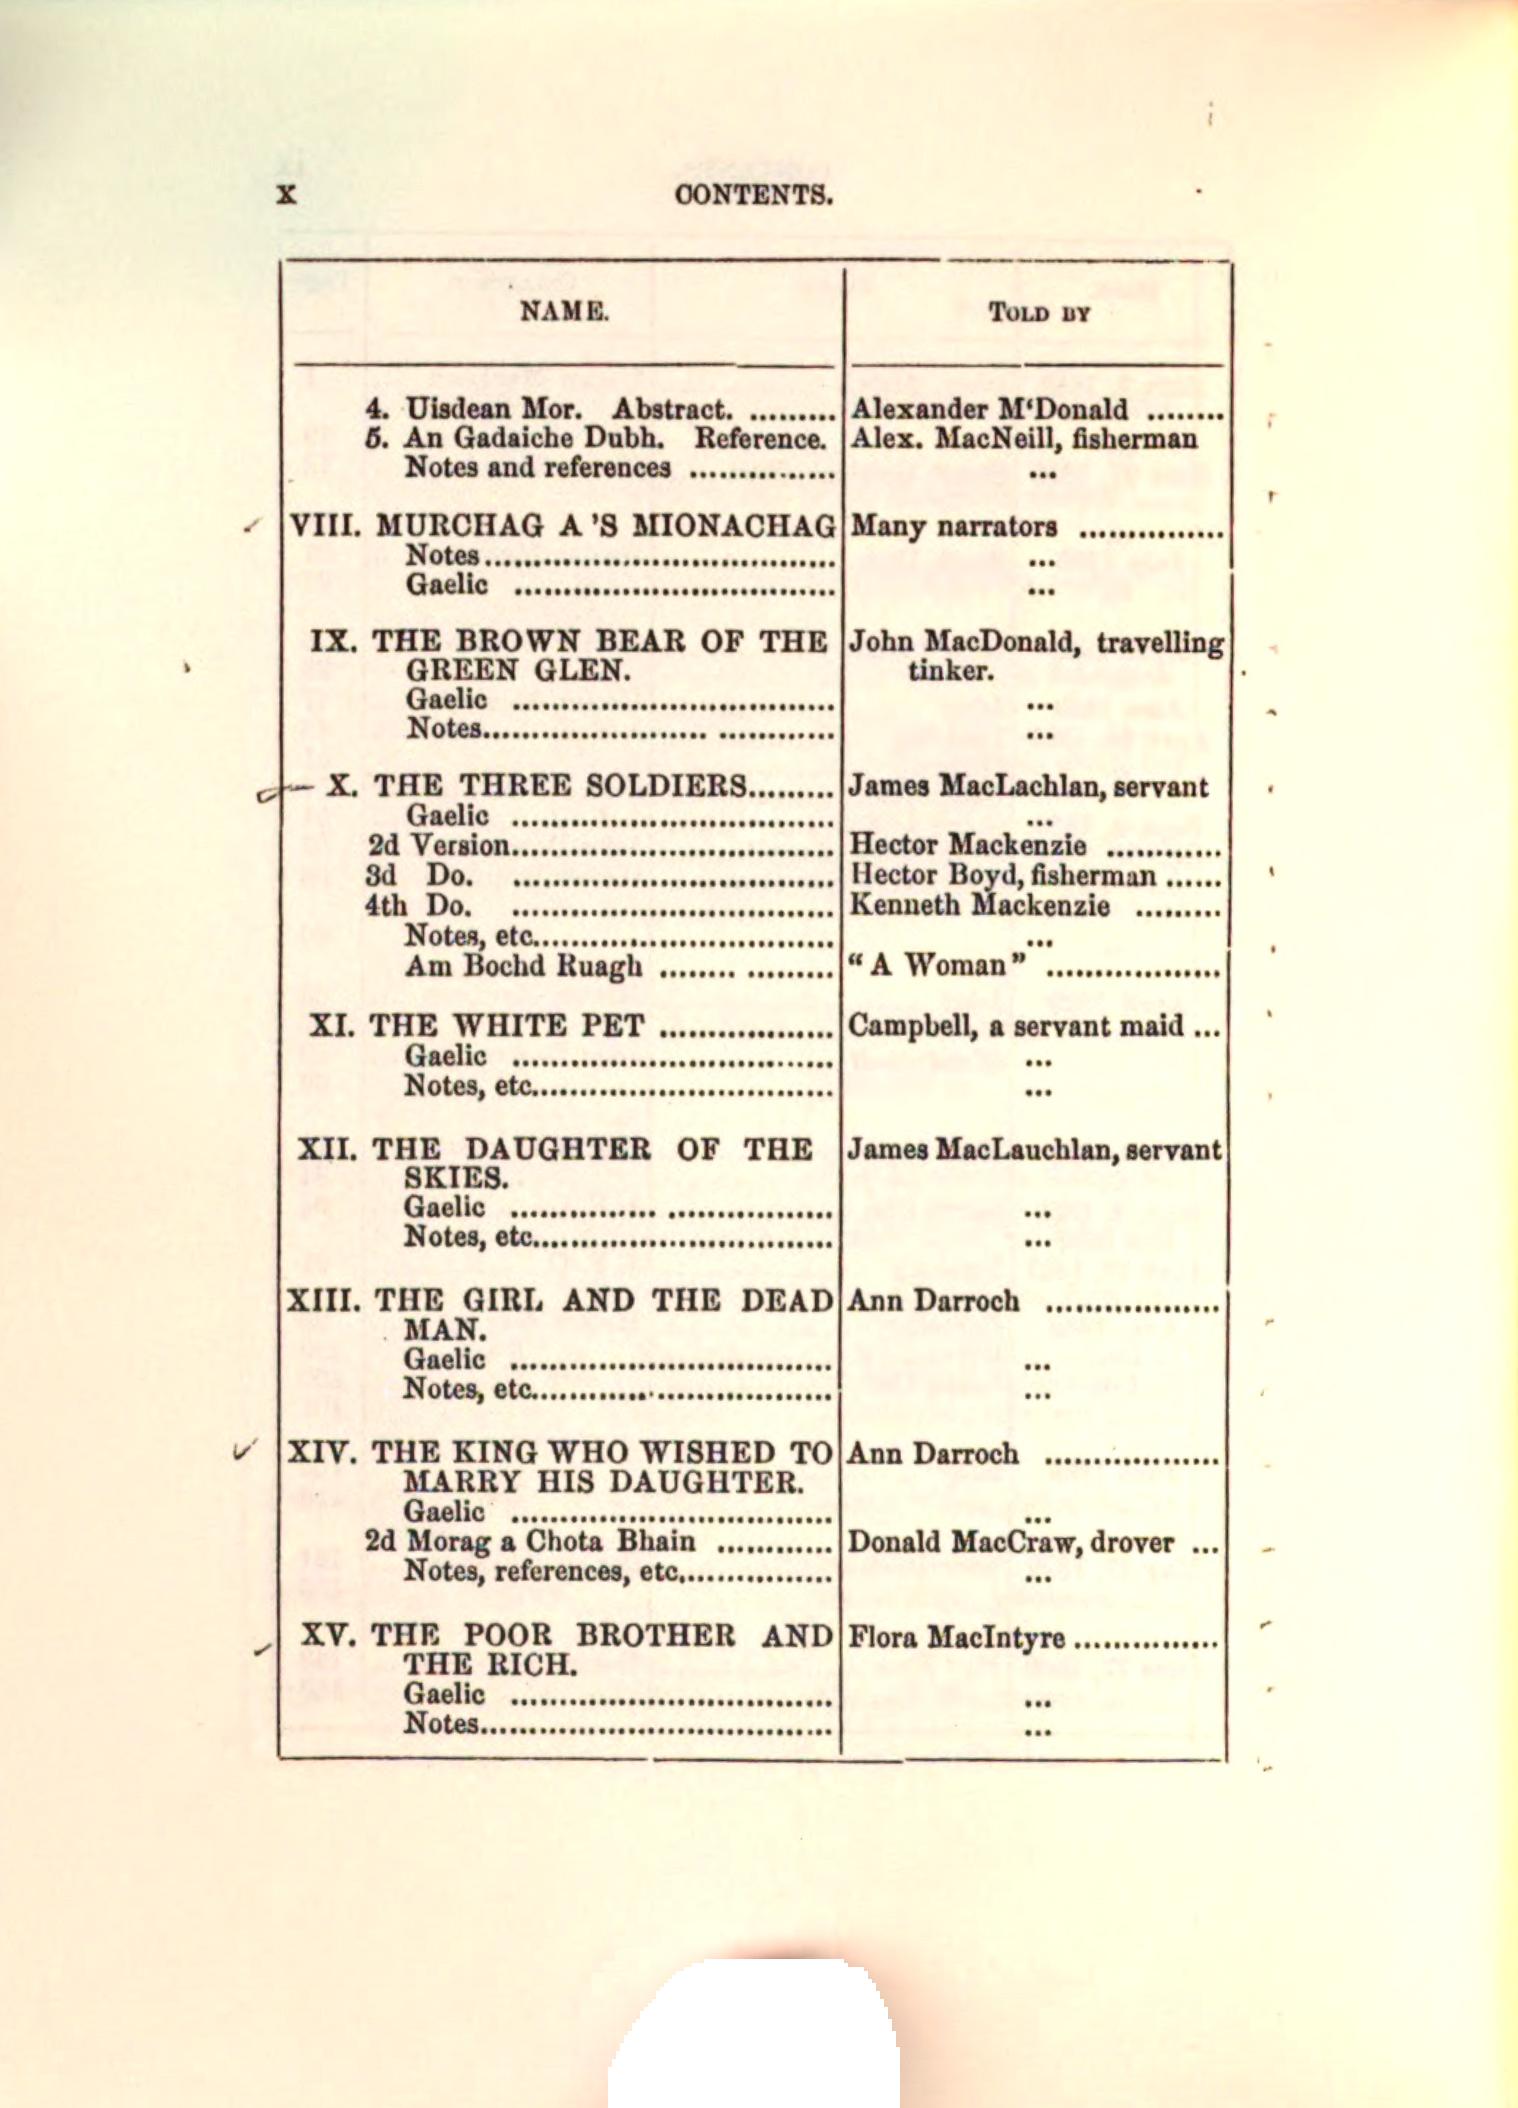 X CONTENTS.
NAME. TOLD BY
4. Uisdean Mor. Abstract. .......... Alexander M‘Donald ........
5. An Gadaiche Dubh. Reference. Alex. MacNeill, fisherman
Notes and references ............... ...
VIII. MURCHAG A 'S MIONACHAG Many narrators ...............
Notes.................................... ...
Gaelic ................................. ...
IX. THE BROWN BEAR OF THE John MacDonald, travelling
GREEN GLEN. tinker.
Gaelic ................................. ...
Notes....................... ............ ...
X. THE THREE SOLDIERS......... James MacLachlan, servant
Gaelic ................................. ...
2d Version................................. Hector Mackenzie ............
3d Do. ................................. Hector Boyd, fisherman ......
4th Do. ................................. Kenneth Mackenzie .........
Notes, etc.............................. ...
Am Bochd Ruagh ........ ......... “A Woman” ..................
XI. THE WHITE PET .................. Campbell, a servant maid ...
Gaelic ................................. ...
Notes, etc.............................. ...
XII. THE DAUGHTER OF THE James MacLauchlan, servant
SKIES.
Gaelic ............... ................. ...
Notes, etc.............................. ...
XIII. THE GIRL AND THE DEAD Ann Darroch ..................
MAN.
Gaelic ................................. ...
Notes, etc.............................. ...
XIV. THE KING WHO WISHED TO Ann Darroch ..................
MARRY HIS DAUGHTER.
Gaelic ................................. ...
2d Morag a Chota Bhain ............ Donald MacCraw, drover ...
Notes, references, etc................ ...
XV. THE POOR BROTHER AND Flora MacIntyre ...............
THE RICH.
Gaelic ................................. ...
Notes.................................... ...